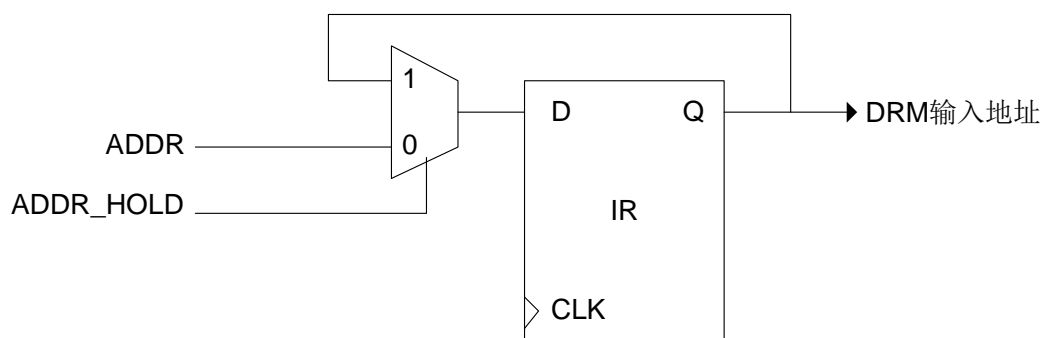 1
D
Q
DRM输入地址
ADDR
0
ADDR_HOLD
IR
CLK